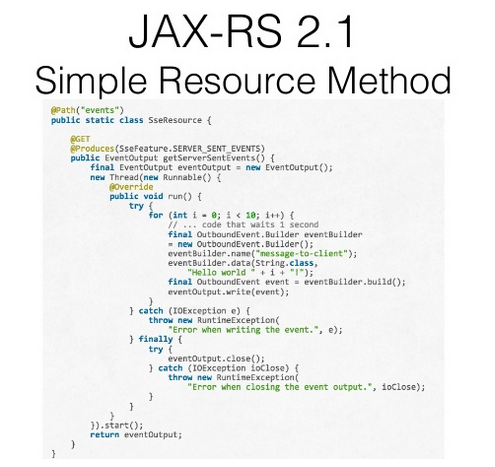 JAX-RS 2.1
Simple Resource Method
@Path("events")
public static class SseResource {
@GET
@Produces(SseFeature.SERVER_SENT_EVENTS)
public EventOutput getServerSentEvents() {
final EventOutput eventOutput = new EventOutput();
new Thread(new Runnable() {
@Override
public void run() {
try {
for (int i = 0; i < 10; i++) {
// ... code that waits 1 second
final OutboundEvent.Builder eventBuilder
= new OutboundEvent.Builder();
eventBuilder.name("message-to-client");
eventBuilder.data(String.class,
"Hello world " + i + "!");
final OutboundEvent event = eventBuilder.build();
eventOutput.write(event);
}
} catch (IOException e) {
throw new RuntimeException(
"Error when writing the event.", e);
} finally {
try {
eventOutput.close();
} catch (IOException ioClose) {
throw new RuntimeException(
"Error when closing the event output.", ioClose);
}
}
}
}).start();
return eventOutput;
}
}